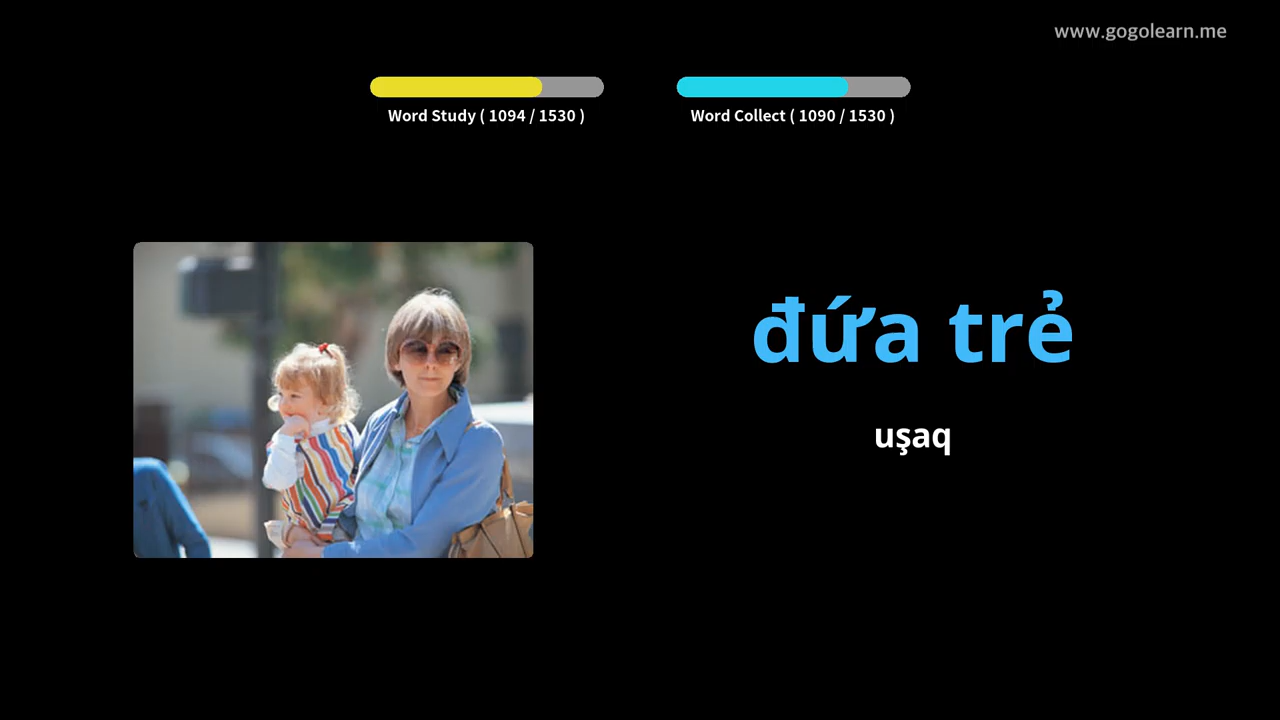 www.gogolearn.me
Word Study ( 1094 / 1530 )
Word Collect ( 1090 / 1530 )
đứa trẻ
uşaq